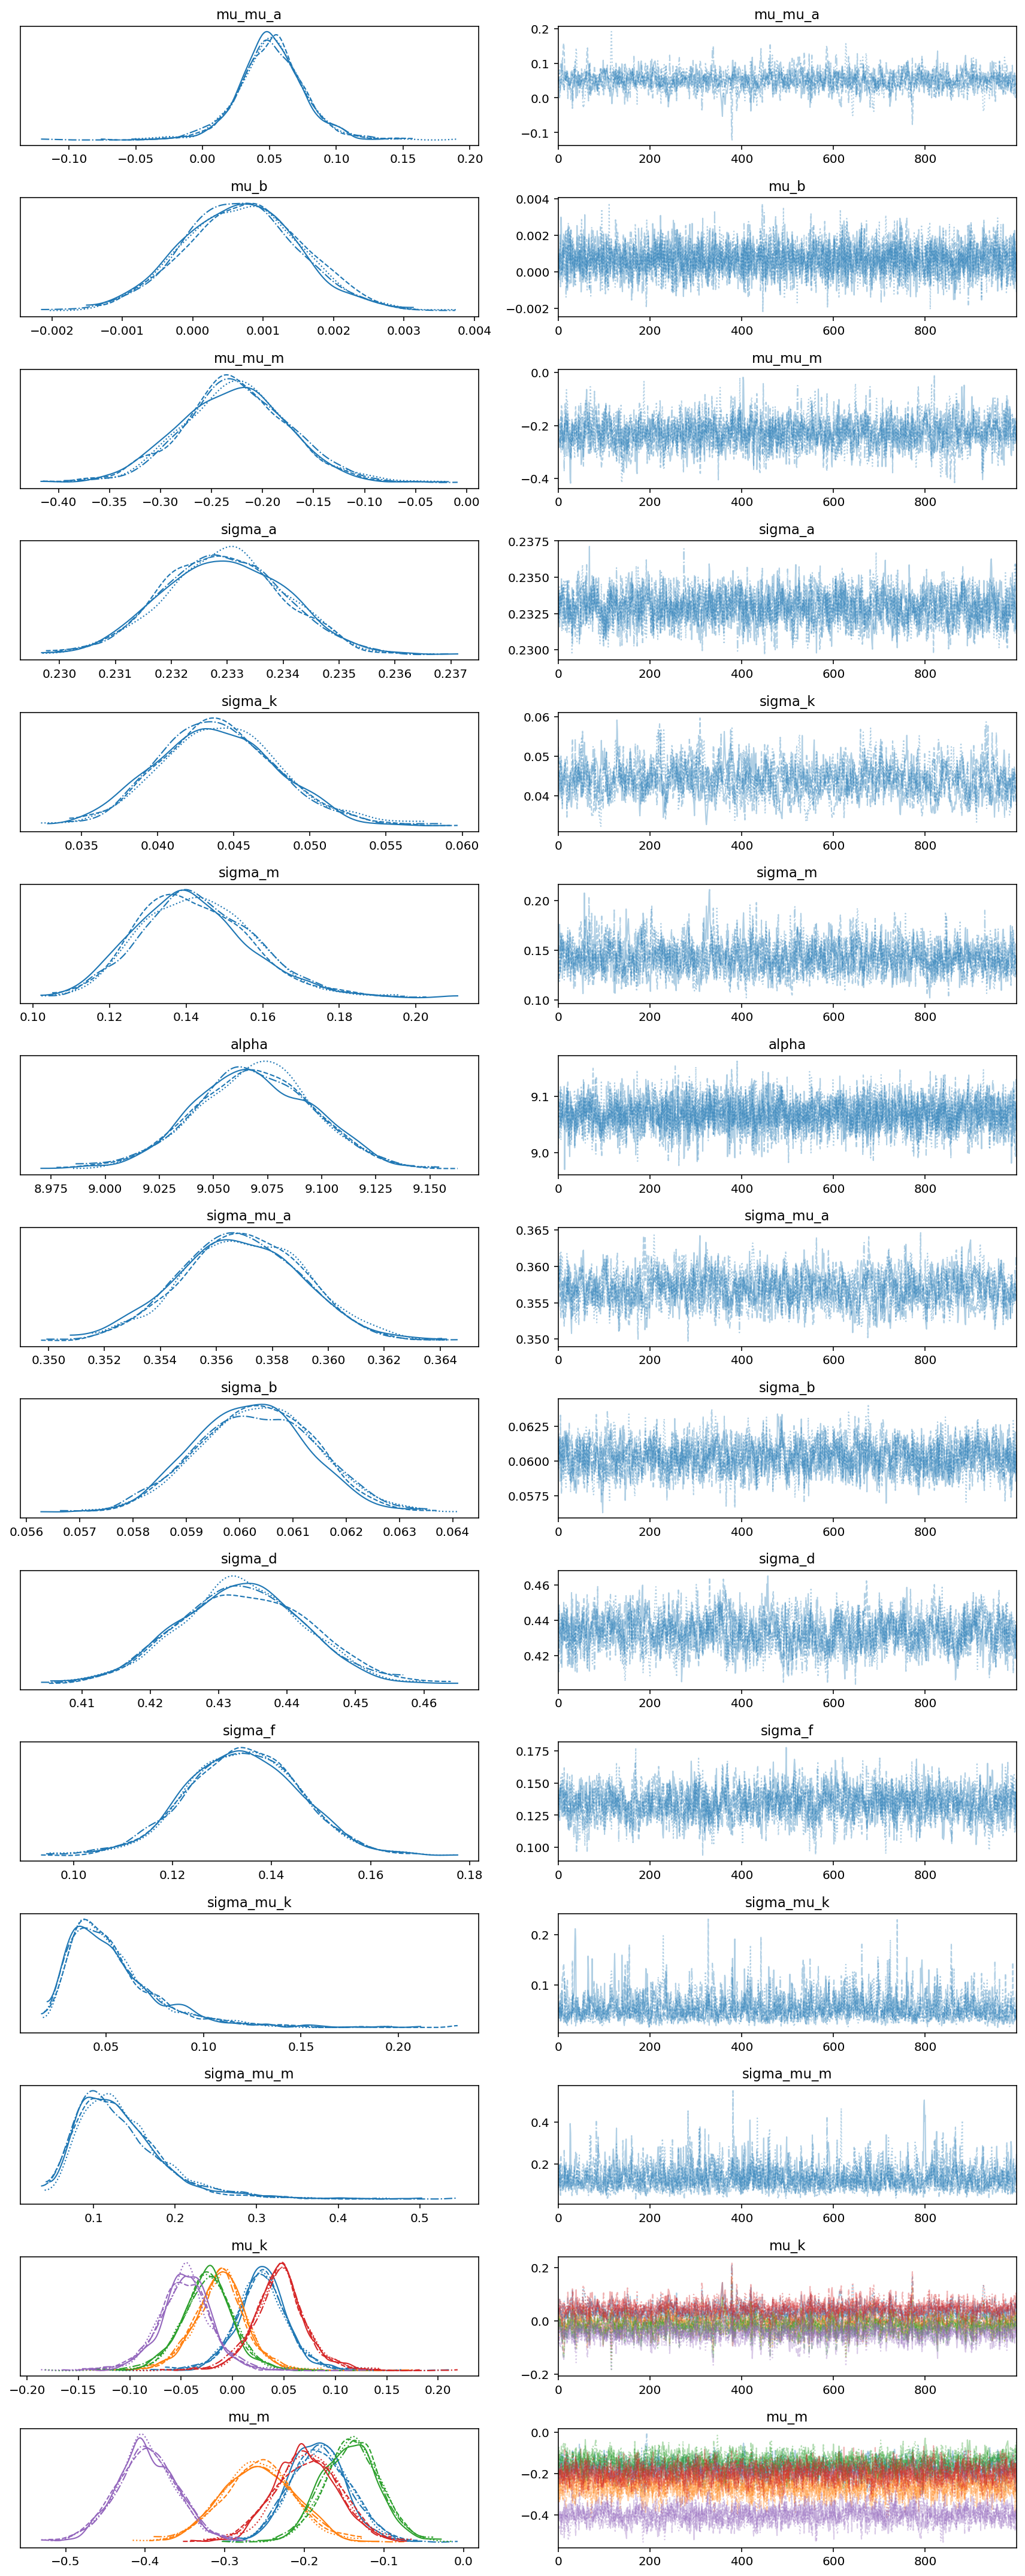 mu_mu_a mu_mu_a
0.2
0.1
0.0
−0.1
−0.10 −0.05 0.00 0.05 0.10 0.15 0.20 0 200 400 600 800
mu_b mu_b
0.004
0.002
0.000
−0.002
−0.002 −0.001 0.000 0.001 0.002 0.003 0.004 0 200 400 600 800
mu_mu_m mu_mu_m
0.0
−0.2
−0.4
−0.40 −0.35 −0.30 −0.25 −0.20 −0.15 −0.10 −0.05 0.00 0 200 400 600 800
sigma_a sigma_a
0.2375
0.2350
0.2325
0.2300
0.230 0.231 0.232 0.233 0.234 0.235 0.236 0.237 0 200 400 600 800
sigma_k sigma_k
0.06
0.05
0.04
0.035 0.040 0.045 0.050 0.055 0.060 0 200 400 600 800
sigma_m sigma_m
0.20
0.15
0.10
0.10 0.12 0.14 0.16 0.18 0.20 0 200 400 600 800
alpha alpha
9.1
9.0
8.975 9.000 9.025 9.050 9.075 9.100 9.125 9.150 0 200 400 600 800
sigma_mu_a sigma_mu_a
0.365
0.360
0.355
0.350
0.350 0.352 0.354 0.356 0.358 0.360 0.362 0.364 0 200 400 600 800
sigma_b sigma_b
0.0625
0.0600
0.0575
0.056 0.057 0.058 0.059 0.060 0.061 0.062 0.063 0.064 0 200 400 600 800
sigma_d sigma_d
0.46
0.44
0.42
0.41 0.42 0.43 0.44 0.45 0.46 0 200 400 600 800
sigma_f sigma_f
0.175
0.150
0.125
0.100
0.10 0.12 0.14 0.16 0.18 0 200 400 600 800
sigma_mu_k sigma_mu_k
0.2
0.1
0.05 0.10 0.15 0.20 0 200 400 600 800
sigma_mu_m sigma_mu_m
0.4
0.2
0.1 0.2 0.3 0.4 0.5 0 200 400 600 800
mu_k mu_k
0.2
0.0
−0.2
−0.20 −0.15 −0.10 −0.05 0.00 0.05 0.10 0.15 0.20 0 200 400 600 800
mu_m mu_m
0.0
−0.2
−0.4
−0.5 −0.4 −0.3 −0.2 −0.1 0.0 0 200 400 600 800